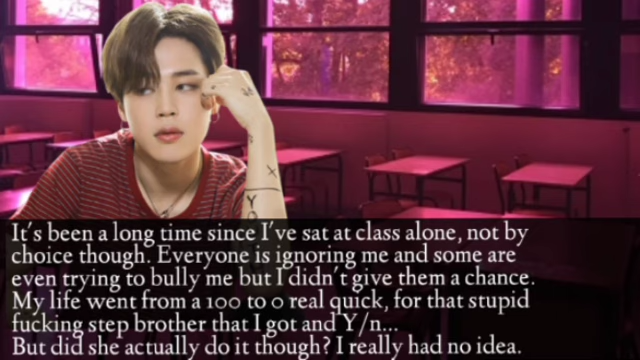 It's been a long time since I've sat at class alone, not by
choice though. Everyone is ignoring me and some are
even trying to bully me but I didn't give them a chance.
My life went from a 100 to 0 real quick, for that stupid
fucking step brother that I got and Y/n...
But did she actually do it though? I really had no idea.